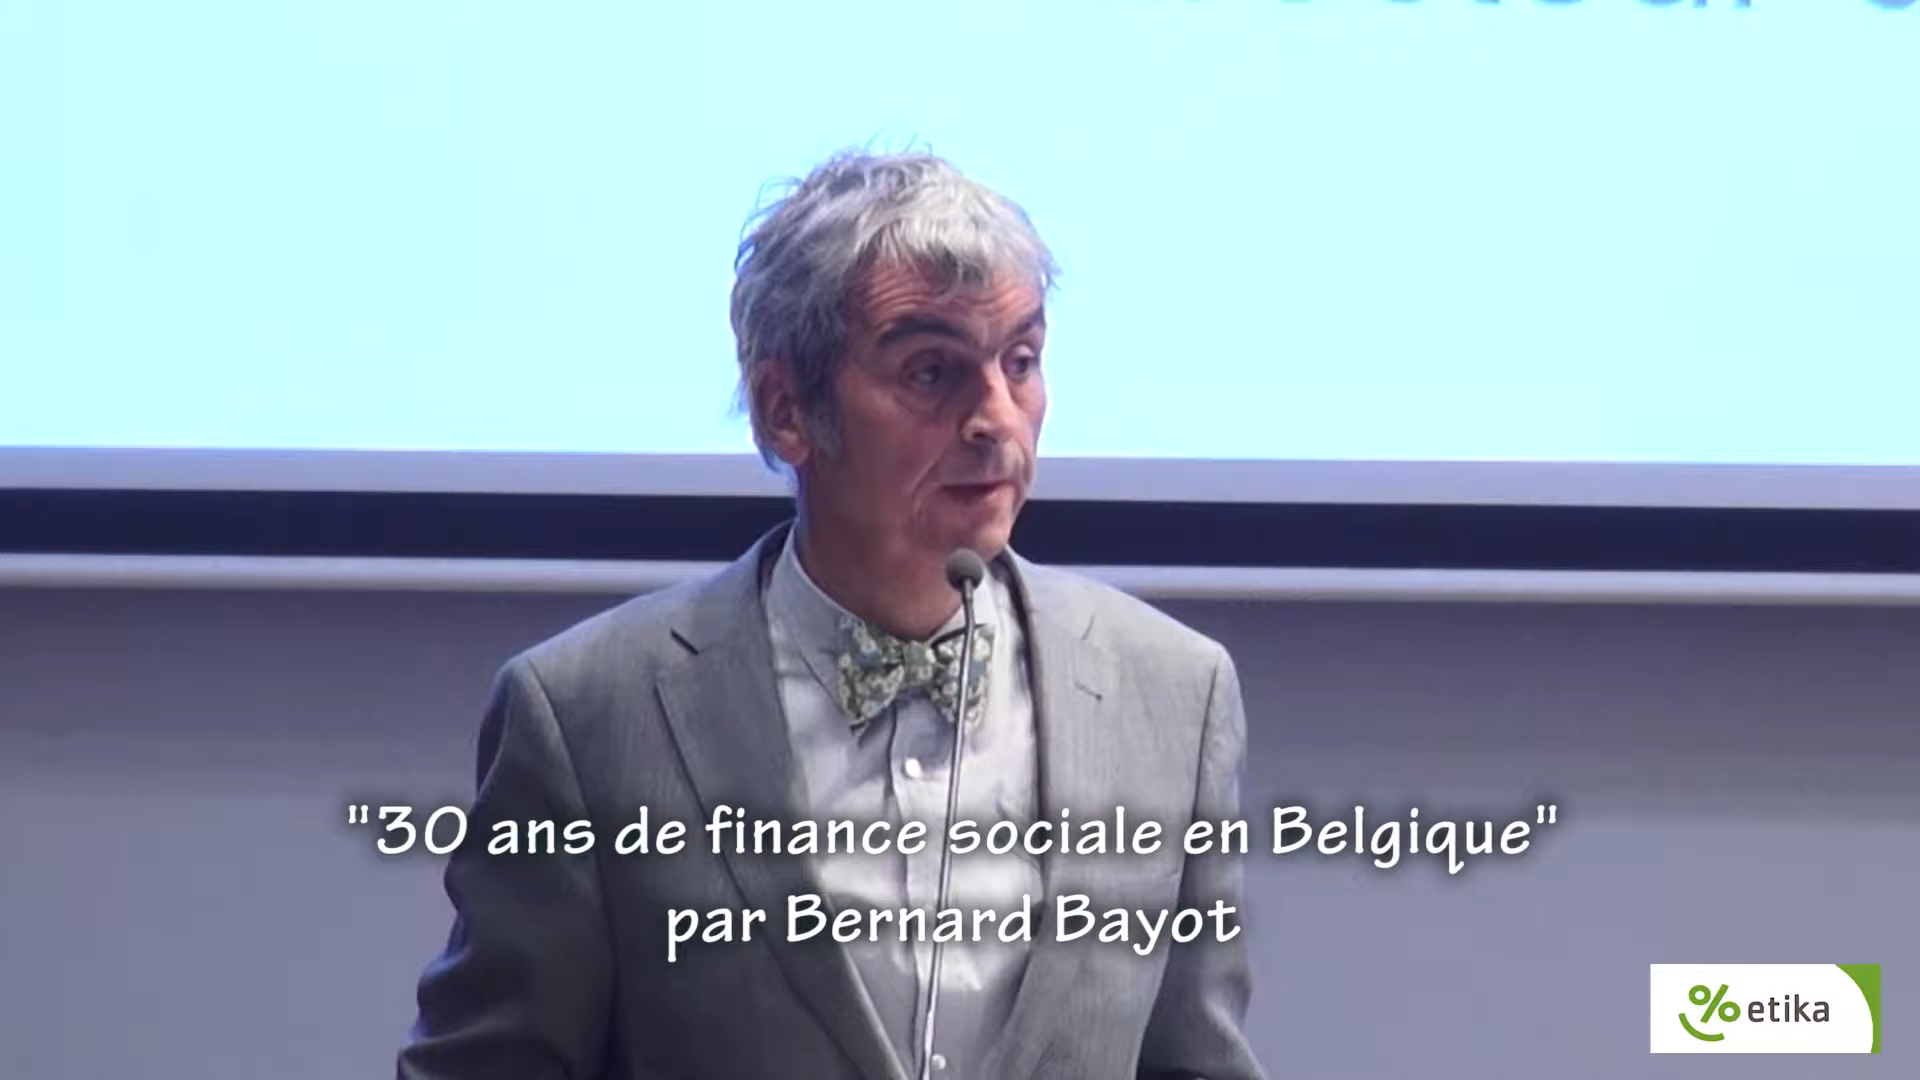 "30 ans de finance sociale en Belgique"
par Bernard Bayot
etika